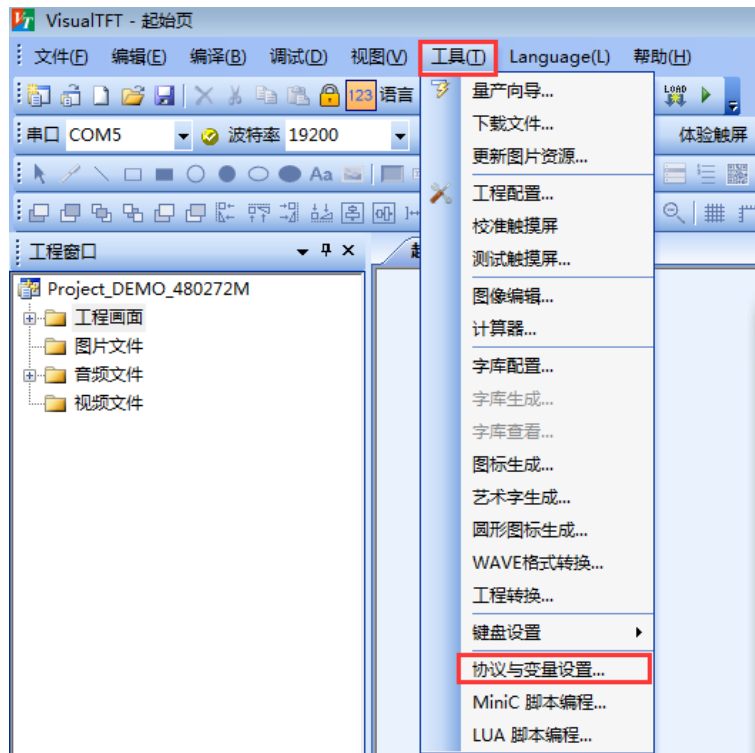 VT VisualTFT - 起始页
文件(F) 编辑(E) 编译(B) 调试(D) 视图(V) 工具(T) Language(L) 帮助(H)
123 语言 LOAD
串口 COM5 波特率 19200 体验触屏
Aa
工程窗口
Project_DEMO_480272M
工程画面
图片文件
音频文件
视频文件
量产向导...
下载文件...
更新图片资源...
工程配置...
校准触摸屏
测试触摸屏...
图像编辑...
计算器...
字库配置...
字库生成...
字库查看...
图标生成...
艺术字生成...
圆形图标生成...
WAVE格式转换...
工程转换...
键盘设置
协议与变量设置...
MiniC 脚本编程...
LUA 脚本编程...